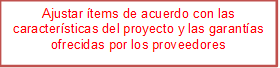 Ajustar ítems de acuerdo con las
características del proyecto y las garantías
ofrecidas por los proveedores